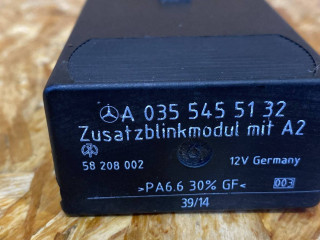 A 035 545 51 32
Zusatzblinkmodul mit A2
58 208 002 12V Germany
>PA6.6 30% GF< 003
39/14